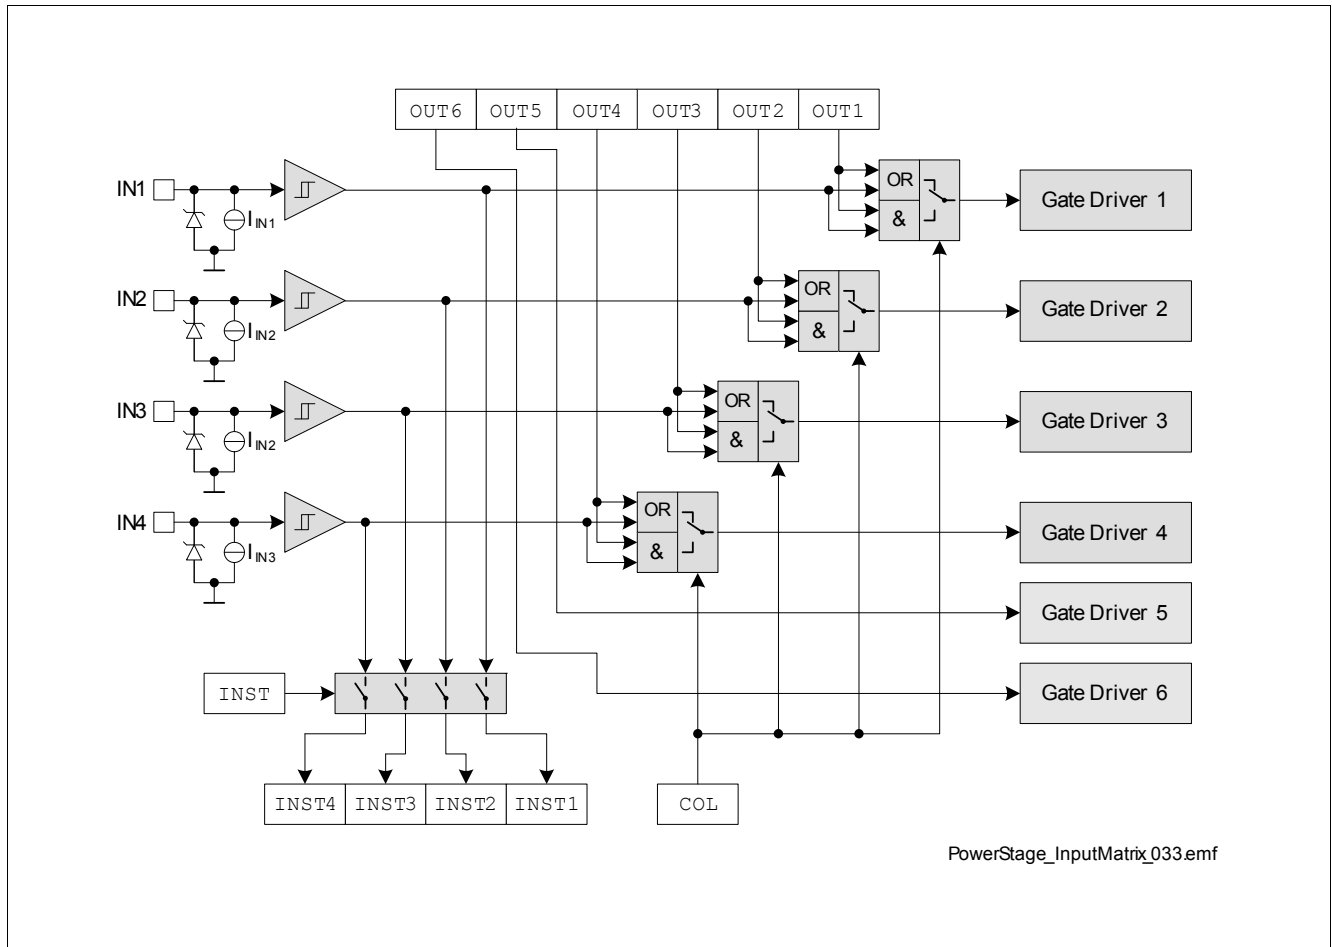 OUT6 OUT5 OUT4 OUT3 OUT2 OUT1
IN1
I IN1
OR
&
Gate Driver 1
IN2
I IN2
OR
&
Gate Driver 2
IN3
I IN2
OR
&
Gate Driver 3
IN4
I IN3
OR
&
Gate Driver 4
Gate Driver 5
INST
Gate Driver 6
INST4 INST3 INST2 INST1
COL
PowerStage_InputMatrix_033.emf